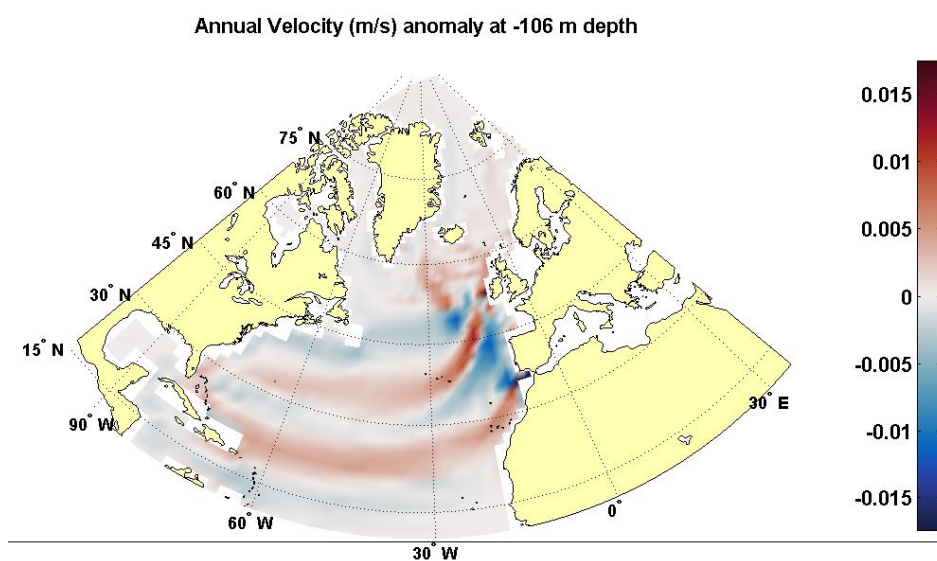 Annual Velocity (m/s) anomaly at -106 m depth
75° N
60° N
45° N
30° N
15° N
90° W
60° W
30° W
0°
30° E
0.015
0.01
0.005
0
-0.005
-0.01
-0.015